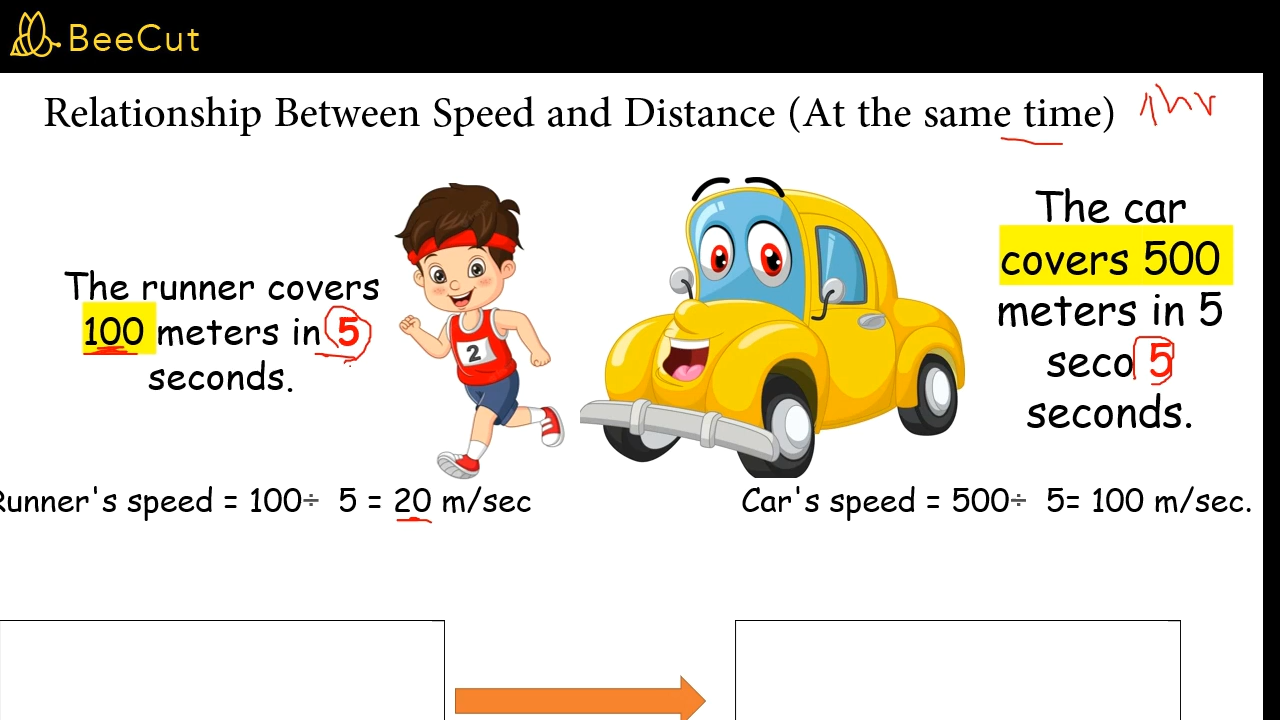 BeeCut
Relationship Between Speed and Distance (At the same time)
The runner covers
100 meters in 5
seconds.
2
The car
covers 500
meters in 5
seco 5
seconds.
Runner's speed = 100÷ 5 = 20 m/sec
Car's speed = 500÷ 5= 100 m/sec.